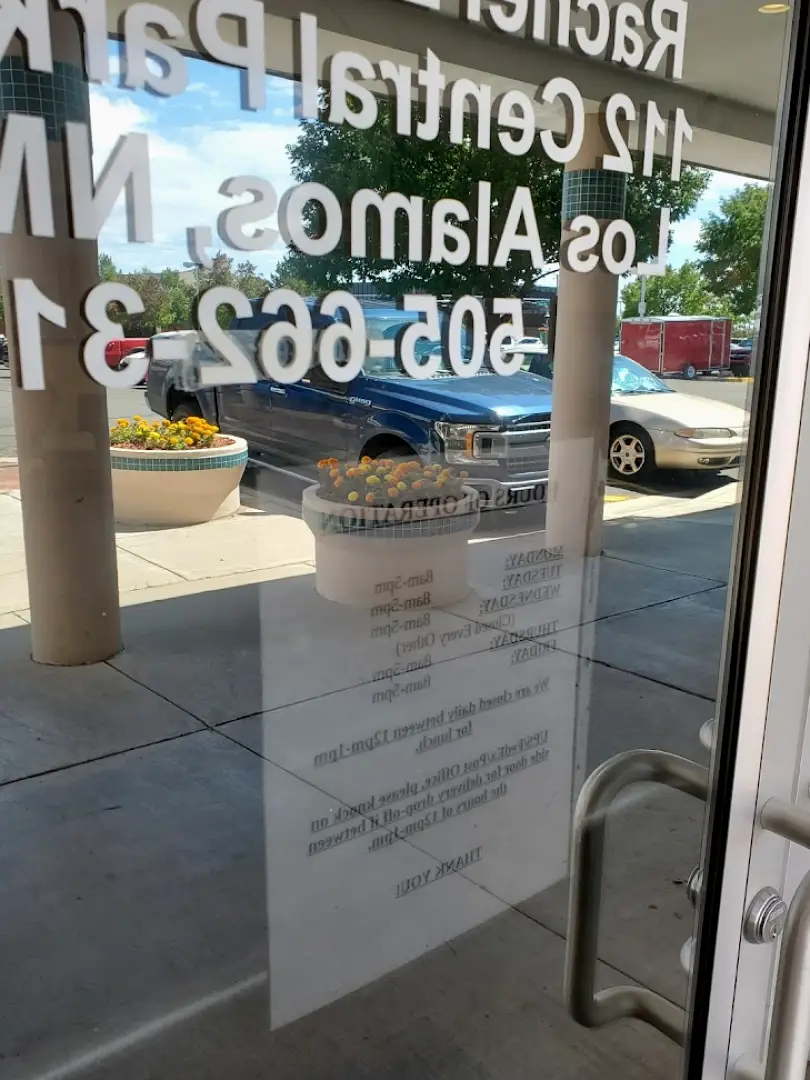 Rachel
112 Central Park
Los Alamos, NM
505-662-31
HOURS OF OPERATION
MONDAY: 8am-5pm
TUESDAY: 8am-5pm
WEDNESDAY: 8am-5pm
(Closed Every Other)
THURSDAY: 8am-5pm
FRIDAY: 8am-5pm
We are closed daily between 12pm-1pm
for lunch.
UPS/FedEx/Post Office, please knock on
side door for delivery drop-off if between
the hours of 12pm-1pm.
THANK YOU!